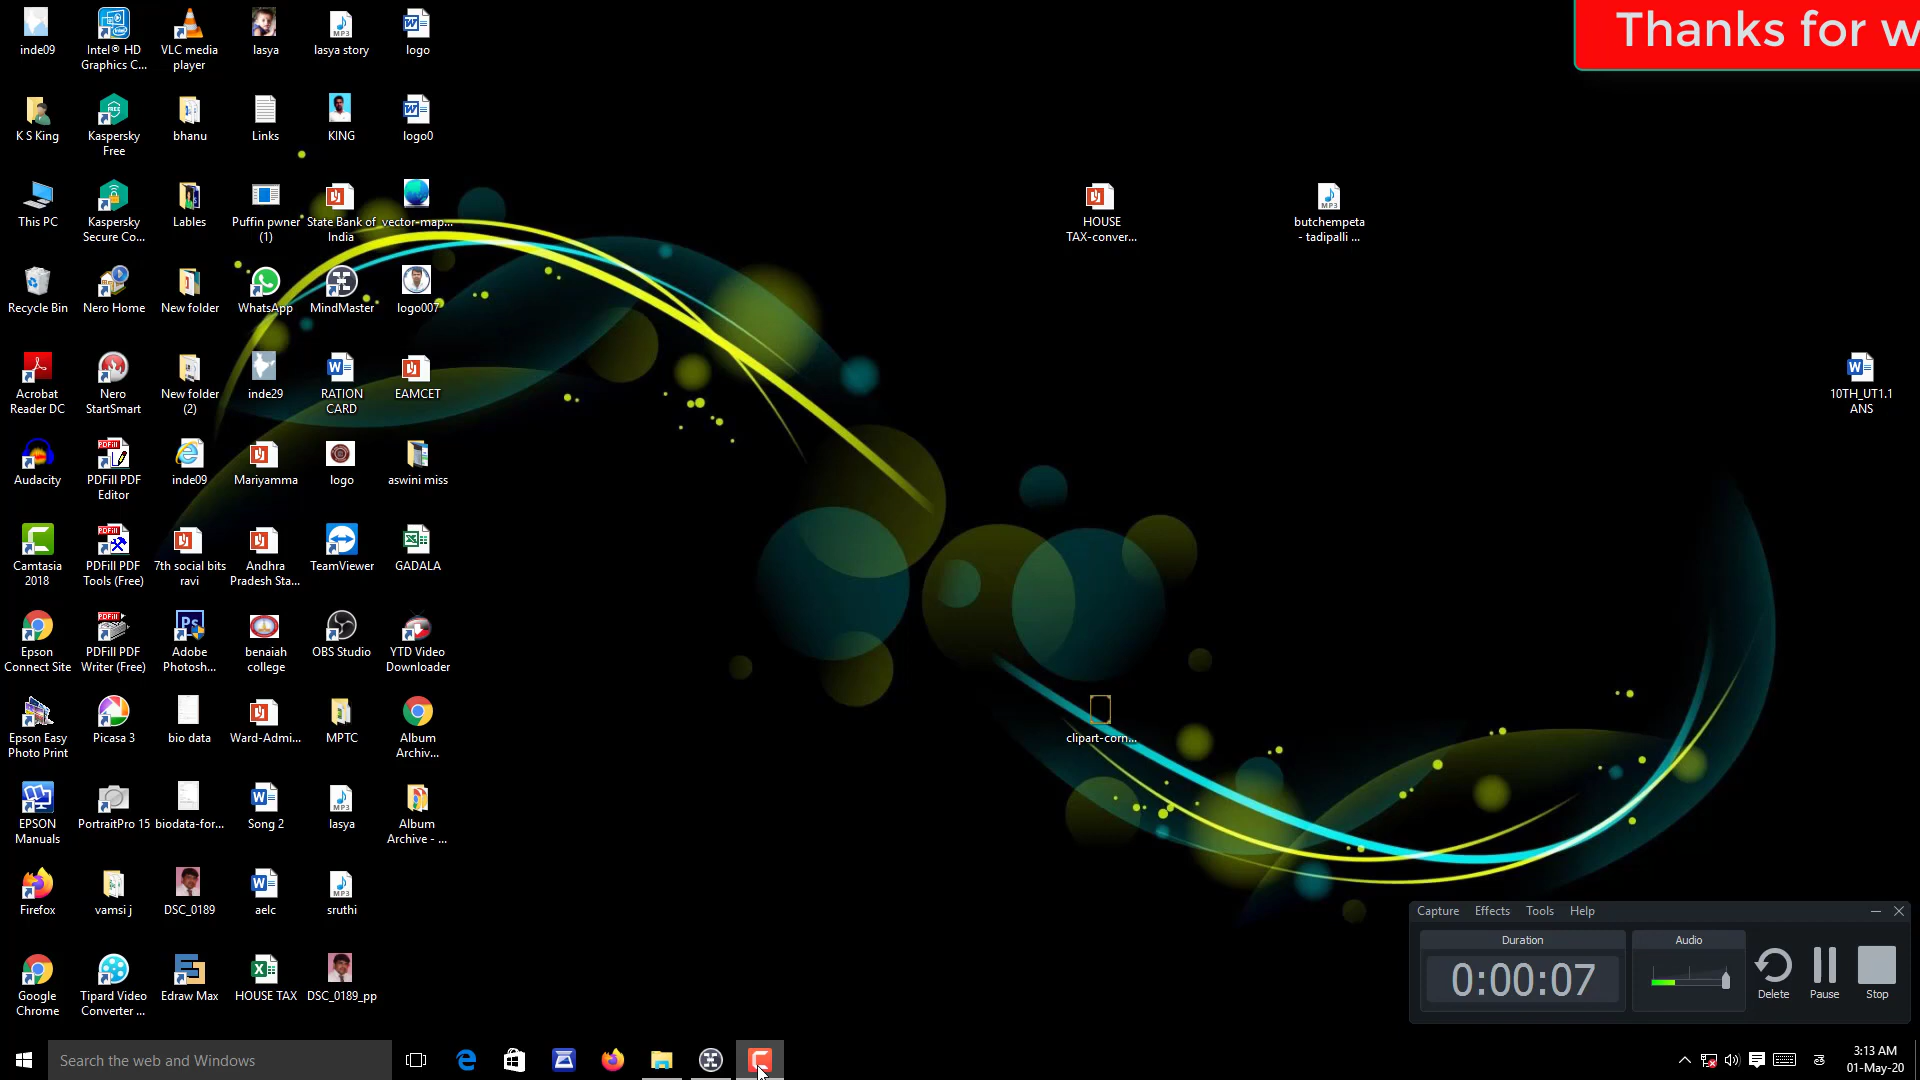 Thanks for w
inde09
Intel® HD
Graphics C...
VLC media
player
lasya
lasya story
logo
K S King
Kaspersky
Free
bhanu
Links
KING
logo0
This PC
Kaspersky
Secure Co...
Lables
Puffin pwner
(1)
State Bank of
India
vector-map...
HOUSE
TAX-conver...
butchempeta
- tadipalli ...
Recycle Bin
Nero Home
New folder
WhatsApp
MindMaster
logo007
Acrobat
Reader DC
Nero
StartSmart
New folder
(2)
inde29
RATION
CARD
EAMCET
10TH_UT1.1
ANS
Audacity
PDFill PDF
Editor
inde09
Mariyamma
logo
aswini miss
Camtasia
2018
PDFill PDF
Tools (Free)
7th social bits
ravi
Andhra
Pradesh Sta...
TeamViewer
GADALA
Epson
Connect Site
PDFill PDF
Writer (Free)
Adobe
Photosh...
benaiah
college
OBS Studio
YTD Video
Downloader
Epson Easy
Photo Print
Picasa 3
bio data
Ward-Admi...
MPTC
Album
Archiv...
clipart-corn...
EPSON
Manuals
PortraitPro 15
biodata-for...
Song 2
lasya
Album
Archive - ...
Firefox
vamsi j
DSC_0189
aelc
sruthi
Google
Chrome
Tipard Video
Converter ...
Edraw Max
HOUSE TAX
DSC_0189_pp
Capture Effects Tools Help
Duration
Audio
0:00:07
Delete
Pause
Stop
Search the web and Windows
3:13 AM
01-May-20